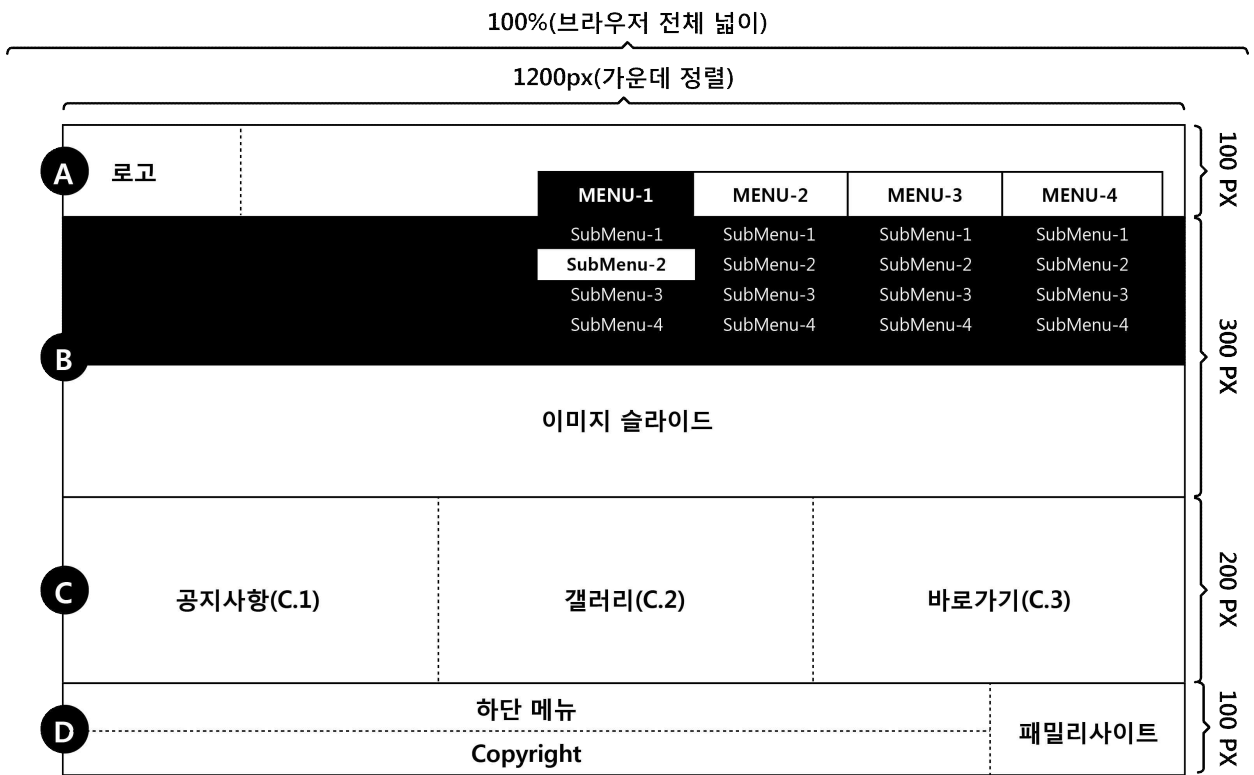 100%(브라우저 전체 넓이)
1200px(가운데 정렬)
A
로고
100 PX
MENU-1 MENU-2 MENU-3 MENU-4
SubMenu-1 SubMenu-1 SubMenu-1 SubMenu-1
SubMenu-2 SubMenu-2 SubMenu-2 SubMenu-2
SubMenu-3 SubMenu-3 SubMenu-3 SubMenu-3
SubMenu-4 SubMenu-4 SubMenu-4 SubMenu-4
B
300 PX
이미지 슬라이드
C
공지사항(C.1) 갤러리(C.2) 바로가기(C.3)
200 PX
D
하단 메뉴
Copyright
패밀리사이트
100 PX